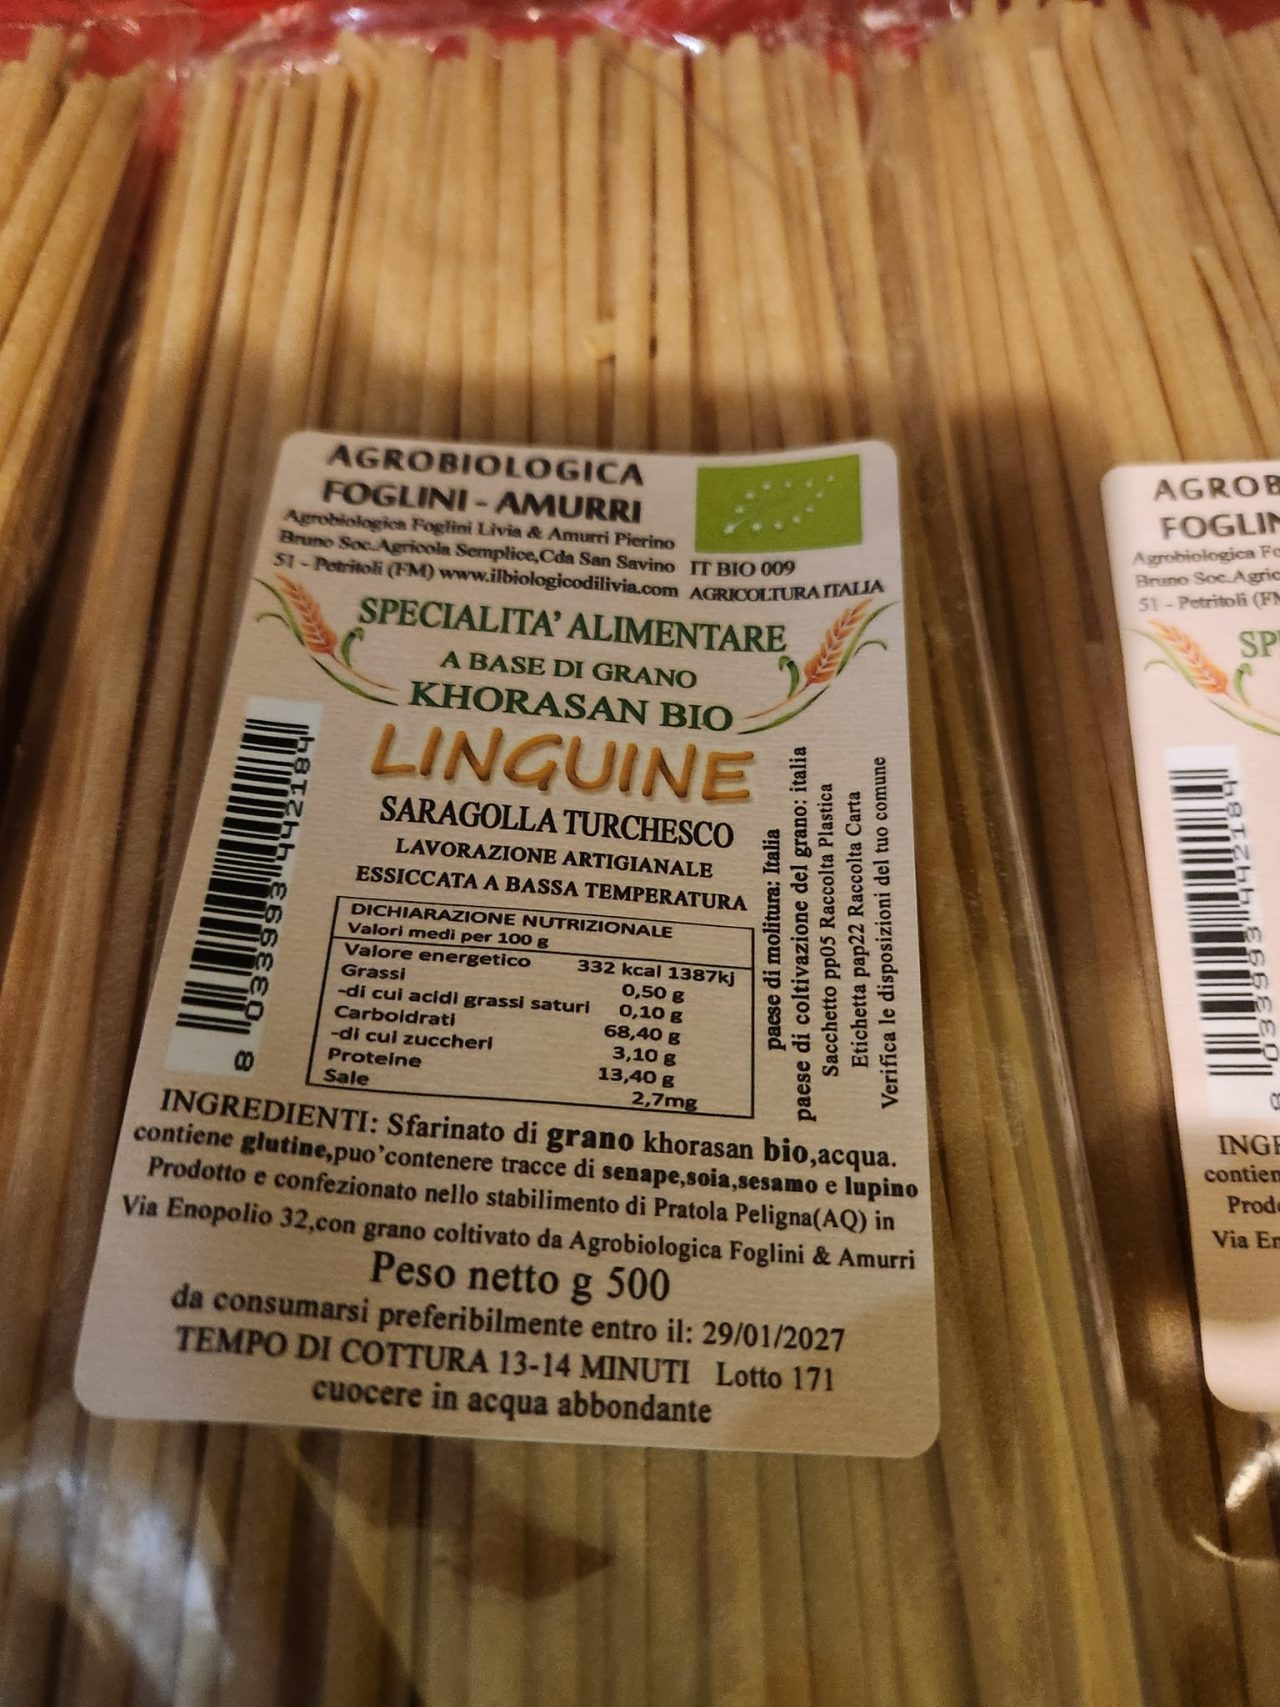 AGROBIOLOGICA
FOGLINI - AMURRI
Agrobiologica Foglini Livia & Amurri Pierino
Bruno Soc.Agricola Semplice,Cda San Savino
51 - Petritoli (FM) www.ilbiologicodilivia.com
IT BIO 009
AGRICOLTURA ITALIA
SPECIALITA' ALIMENTARE
A BASE DI GRANO
KHORASAN BIO
LINGUINE
SARAGOLLA TURCHESCO
LAVORAZIONE ARTIGIANALE
ESSICCATA A BASSA TEMPERATURA
8 033993 442184
DICHIARAZIONE NUTRIZIONALE
Valori medi per 100 g
Valore energetico 332 kcal 1387kj
Grassi 0,50 g
-di cui acidi grassi saturi 0,10 g
Carboidrati 68,40 g
-di cui zuccheri 3,10 g
Proteine 13,40 g
Sale 2,7mg
paese di molitura: Italia
paese di coltivazione del grano: italia
Sacchetto pp05 Raccolta Plastica
Etichetta pap22 Raccolta Carta
Verifica le disposizioni del tuo comune
INGREDIENTI: Sfarinato di grano khorasan bio,acqua.
contiene glutine,puo'contenere tracce di senape,soia,sesamo e lupino
Prodotto e confezionato nello stabilimento di Pratola Peligna(AQ) in
Via Enopolio 32,con grano coltivato da Agrobiologica Foglini & Amurri
Peso netto g 500
da consumarsi preferibilmente entro il: 29/01/2027
TEMPO DI COTTURA 13-14 MINUTI Lotto 171
cuocere in acqua abbondante
AGROB
FOGLIN
Agrobiologica Fo
Bruno Soc.Agric
51 - Petritoli (FM
SP
8 033993 442184
INGR
contien
Prod
Via En